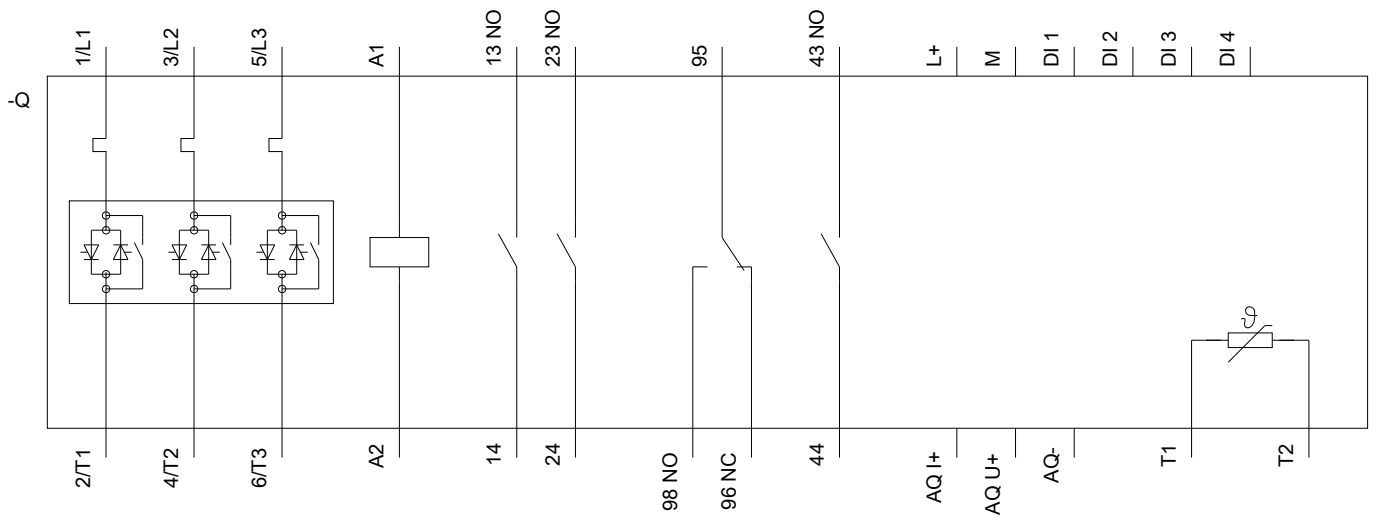 1/L1
3/L2
5/L3
A1
13 NO
23 NO
95
43 NO
L+
M
DI 1
DI 2
DI 3
DI 4
-Q
ϑ
2/T1
4/T2
6/T3
A2
14
24
98 NO
96 NC
44
AQ I+
AQ U+
AQ-
T1
T2